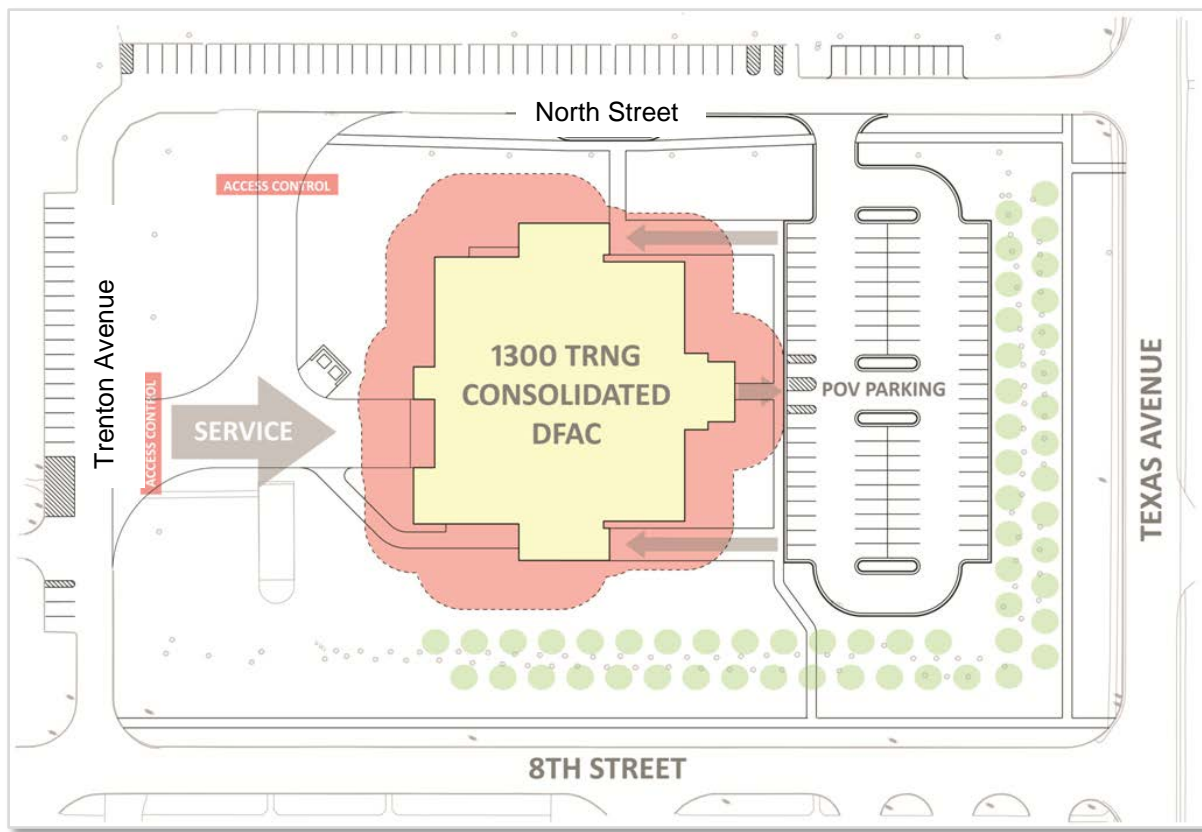 North Street
ACCESS CONTROL
Trenton Avenue
1300 TRNG
CONSOLIDATED
DFAC
POV PARKING
ACCESS CONTROL
SERVICE
TEXAS AVENUE
8TH STREET